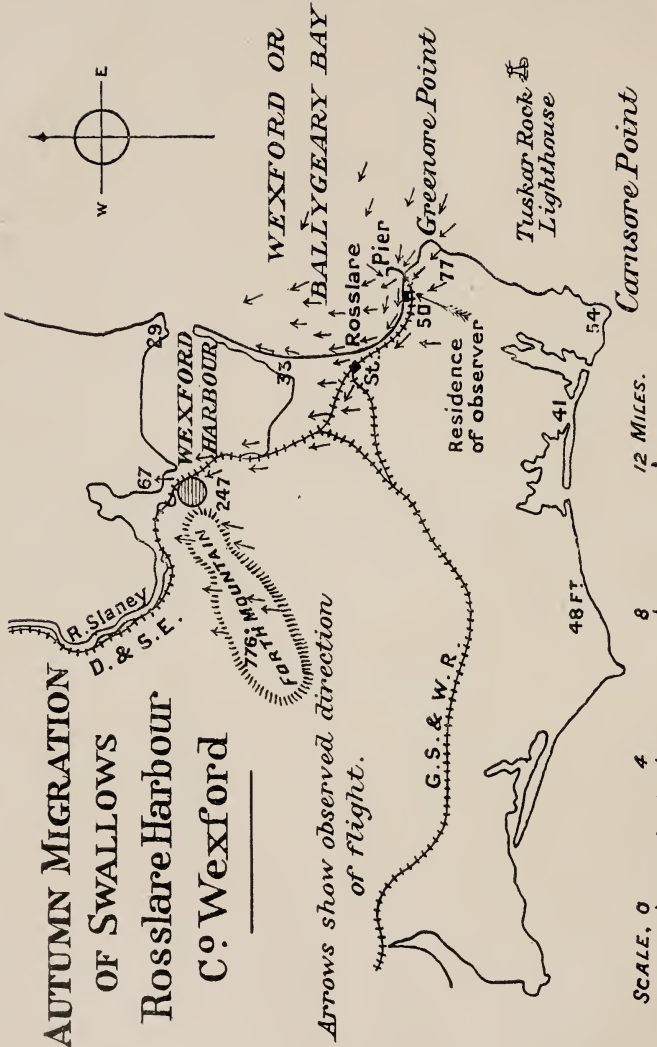 AUTUMN MIGRATION
OF SWALLOWS
Rosslare Harbour
Cº Wexford
Arrows show observed direction
of flight.
W
E
WEXFORD OR
BALLYGEARY BAY
Greenore Point
Tuskar Rock
Lighthouse
Carnsore Point
Pier
Rosslare
St.
Residence
of observer
WEXFORD
HARBOUR
R. Slaney
D. & S.E.
776
FORTH MOUNTAIN
247
67
29
33
50
77
54
41
48 FT
G.S. & W.R.
SCALE, 0
4
8
12 MILES.